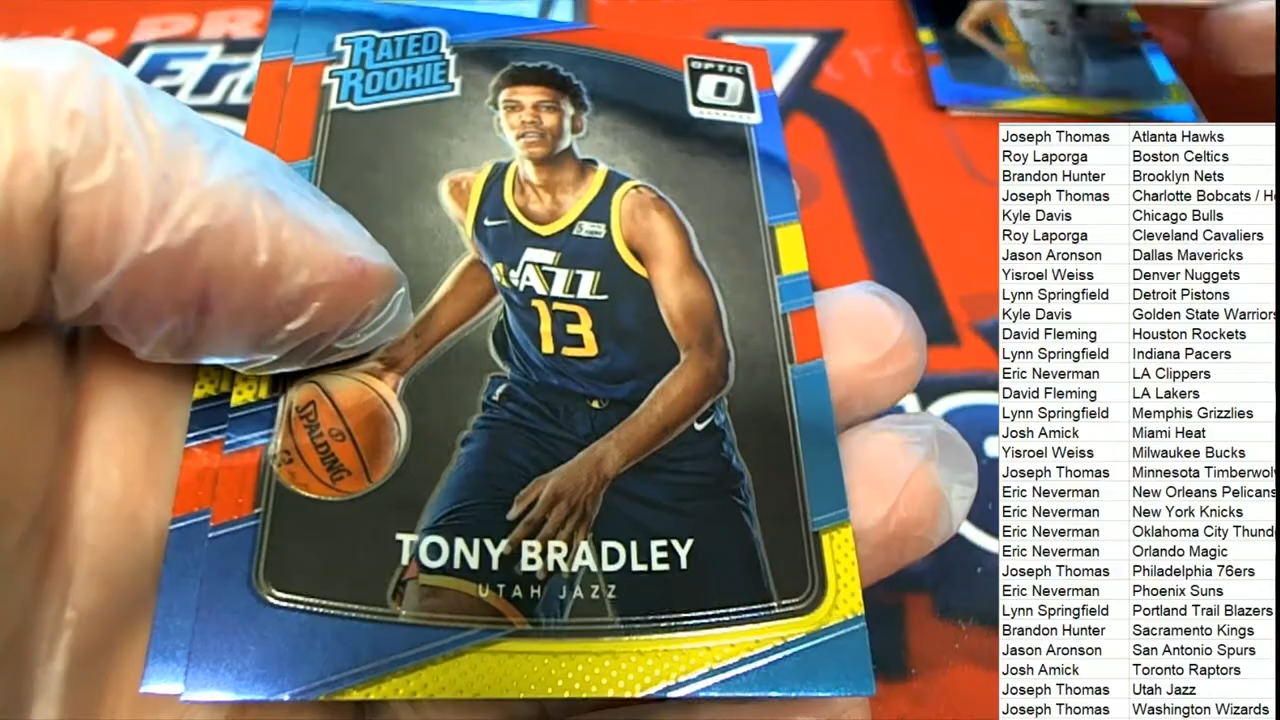 RATED
ROOKIE
OPTIC
JAZZ
13
SPALDING
TONY BRADLEY
UTAH JAZZ
Joseph Thomas Atlanta Hawks
Roy Laporga Boston Celtics
Brandon Hunter Brooklyn Nets
Joseph Thomas Charlotte Bobcats / H
Kyle Davis Chicago Bulls
Roy Laporga Cleveland Cavaliers
Jason Aronson Dallas Mavericks
Yisroel Weiss Denver Nuggets
Lynn Springfield Detroit Pistons
Kyle Davis Golden State Warriors
David Fleming Houston Rockets
Lynn Springfield Indiana Pacers
Eric Neverman LA Clippers
David Fleming LA Lakers
Lynn Springfield Memphis Grizzlies
Josh Amick Miami Heat
Yisroel Weiss Milwaukee Bucks
Joseph Thomas Minnesota Timberwol
Eric Neverman New Orleans Pelicans
Eric Neverman New York Knicks
Eric Neverman Oklahoma City Thund
Eric Neverman Orlando Magic
Joseph Thomas Philadelphia 76ers
Eric Neverman Phoenix Suns
Lynn Springfield Portland Trail Blazers
Brandon Hunter Sacramento Kings
Jason Aronson San Antonio Spurs
Josh Amick Toronto Raptors
Joseph Thomas Utah Jazz
Joseph Thomas Washington Wizards